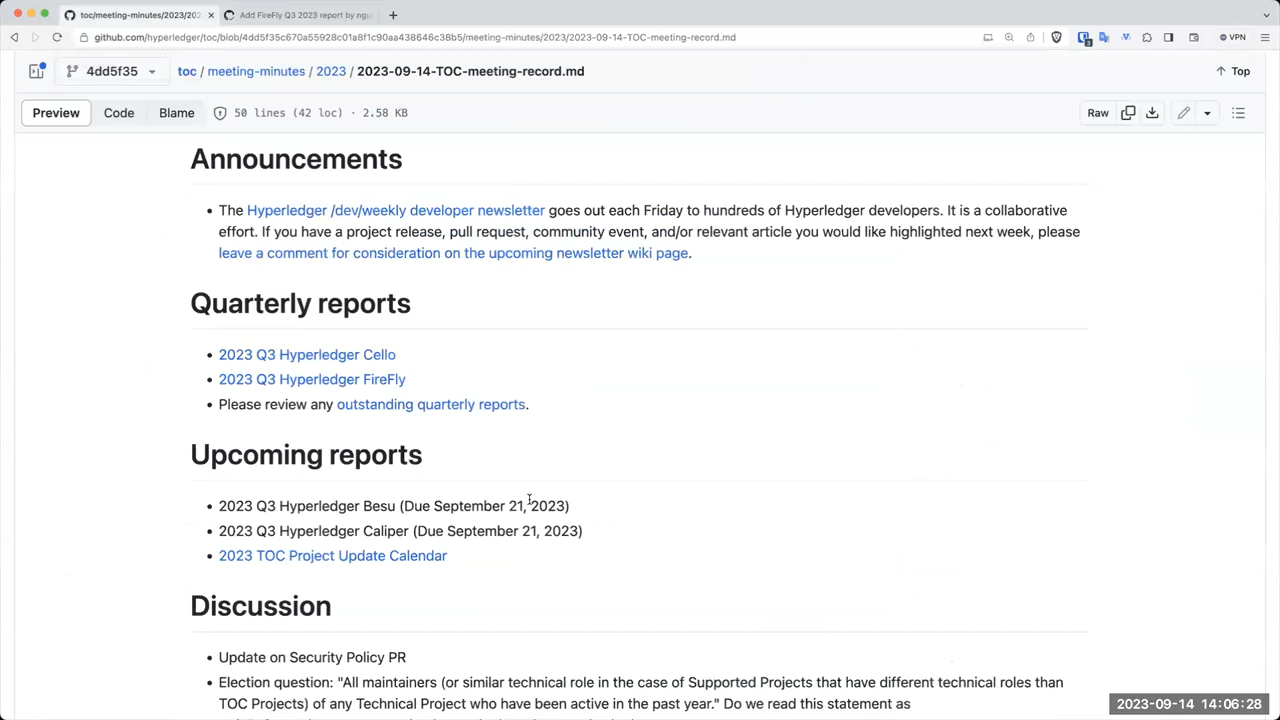 toc/meeting-minutes/2023/202
Add FireFly Q3 2023 report by ngu
github.com/hyperledger/toc/blob/4dd5f35c670a55928c01a8f1c90aa438646c38b5/meeting-minutes/2023/2023-09-14-TOC-meeting-record.md
VPN
4dd5f35
toc / meeting-minutes / 2023 / 2023-09-14-TOC-meeting-record.md
Top
Preview Code Blame 50 lines (42 loc) · 2.58 KB
Raw
Announcements
• The Hyperledger /dev/weekly developer newsletter goes out each Friday to hundreds of Hyperledger developers. It is a collaborative
effort. If you have a project release, pull request, community event, and/or relevant article you would like highlighted next week, please
leave a comment for consideration on the upcoming newsletter wiki page.
Quarterly reports
• 2023 Q3 Hyperledger Cello
• 2023 Q3 Hyperledger FireFly
• Please review any outstanding quarterly reports.
Upcoming reports
• 2023 Q3 Hyperledger Besu (Due September 21, 2023)
• 2023 Q3 Hyperledger Caliper (Due September 21, 2023)
• 2023 TOC Project Update Calendar
Discussion
• Update on Security Policy PR
• Election question: "All maintainers (or similar technical role in the case of Supported Projects that have different technical roles than
TOC Projects) of any Technical Project who have been active in the past year." Do we read this statement as
2023-09-14 14:06:28